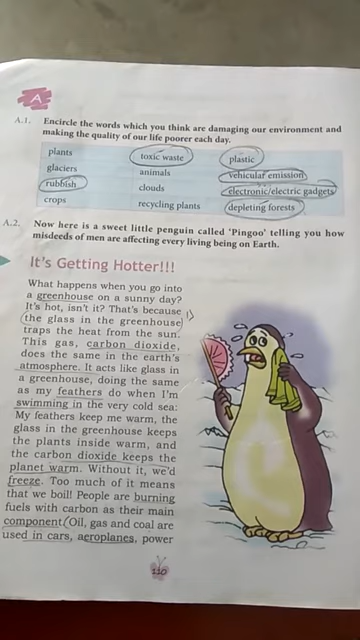 A
A.1. Encircle the words which you think are damaging our environment and
making the quality of our life poorer each day.
plants toxic waste plastic
glaciers animals vehicular emission
rubbish clouds electronic/electric gadgets
crops recycling plants depleting forests
A.2. Now here is a sweet little penguin called 'Pinguo' telling you how
misdeeds of men are affecting every living being on Earth.
It's Getting Hotter!!!
What happens when you go into
a greenhouse on a sunny day?
It's hot, isn't it? That's because
the glass in the greenhouse
traps the heat from the sun.
This gas, carbon dioxide,
does the same in the earth's
atmosphere. It acts like glass in
a greenhouse, doing the same
as my feathers do when I'm
swimming in the very cold sea:
My feathers keep me warm, the
glass in the greenhouse keeps
the plants inside warm, and
the carbon dioxide keeps the
planet warm. Without it, we'd
freeze. Too much of it means
that we boil! People are burning
fuels with carbon as their main
component. Oil, gas and coal are
used in cars, aeroplanes, power
110